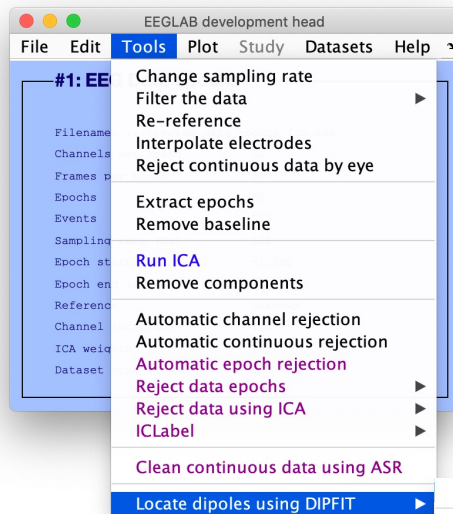 EEGLAB development head
File Edit Tools Plot Study Datasets Help
#1: EEG
Filename
Channels
Frames
Epochs
Events
Sampling
Epoch
Epoch
Reference
Channel
ICA
Dataset
Change sampling rate
Filter the data
Re-reference
Interpolate electrodes
Reject continuous data by eye
Extract epochs
Remove baseline
Run ICA
Remove components
Automatic channel rejection
Automatic continuous rejection
Automatic epoch rejection
Reject data epochs
Reject data using ICA
ICLabel
Clean continuous data using ASR
Locate dipoles using DIPFIT